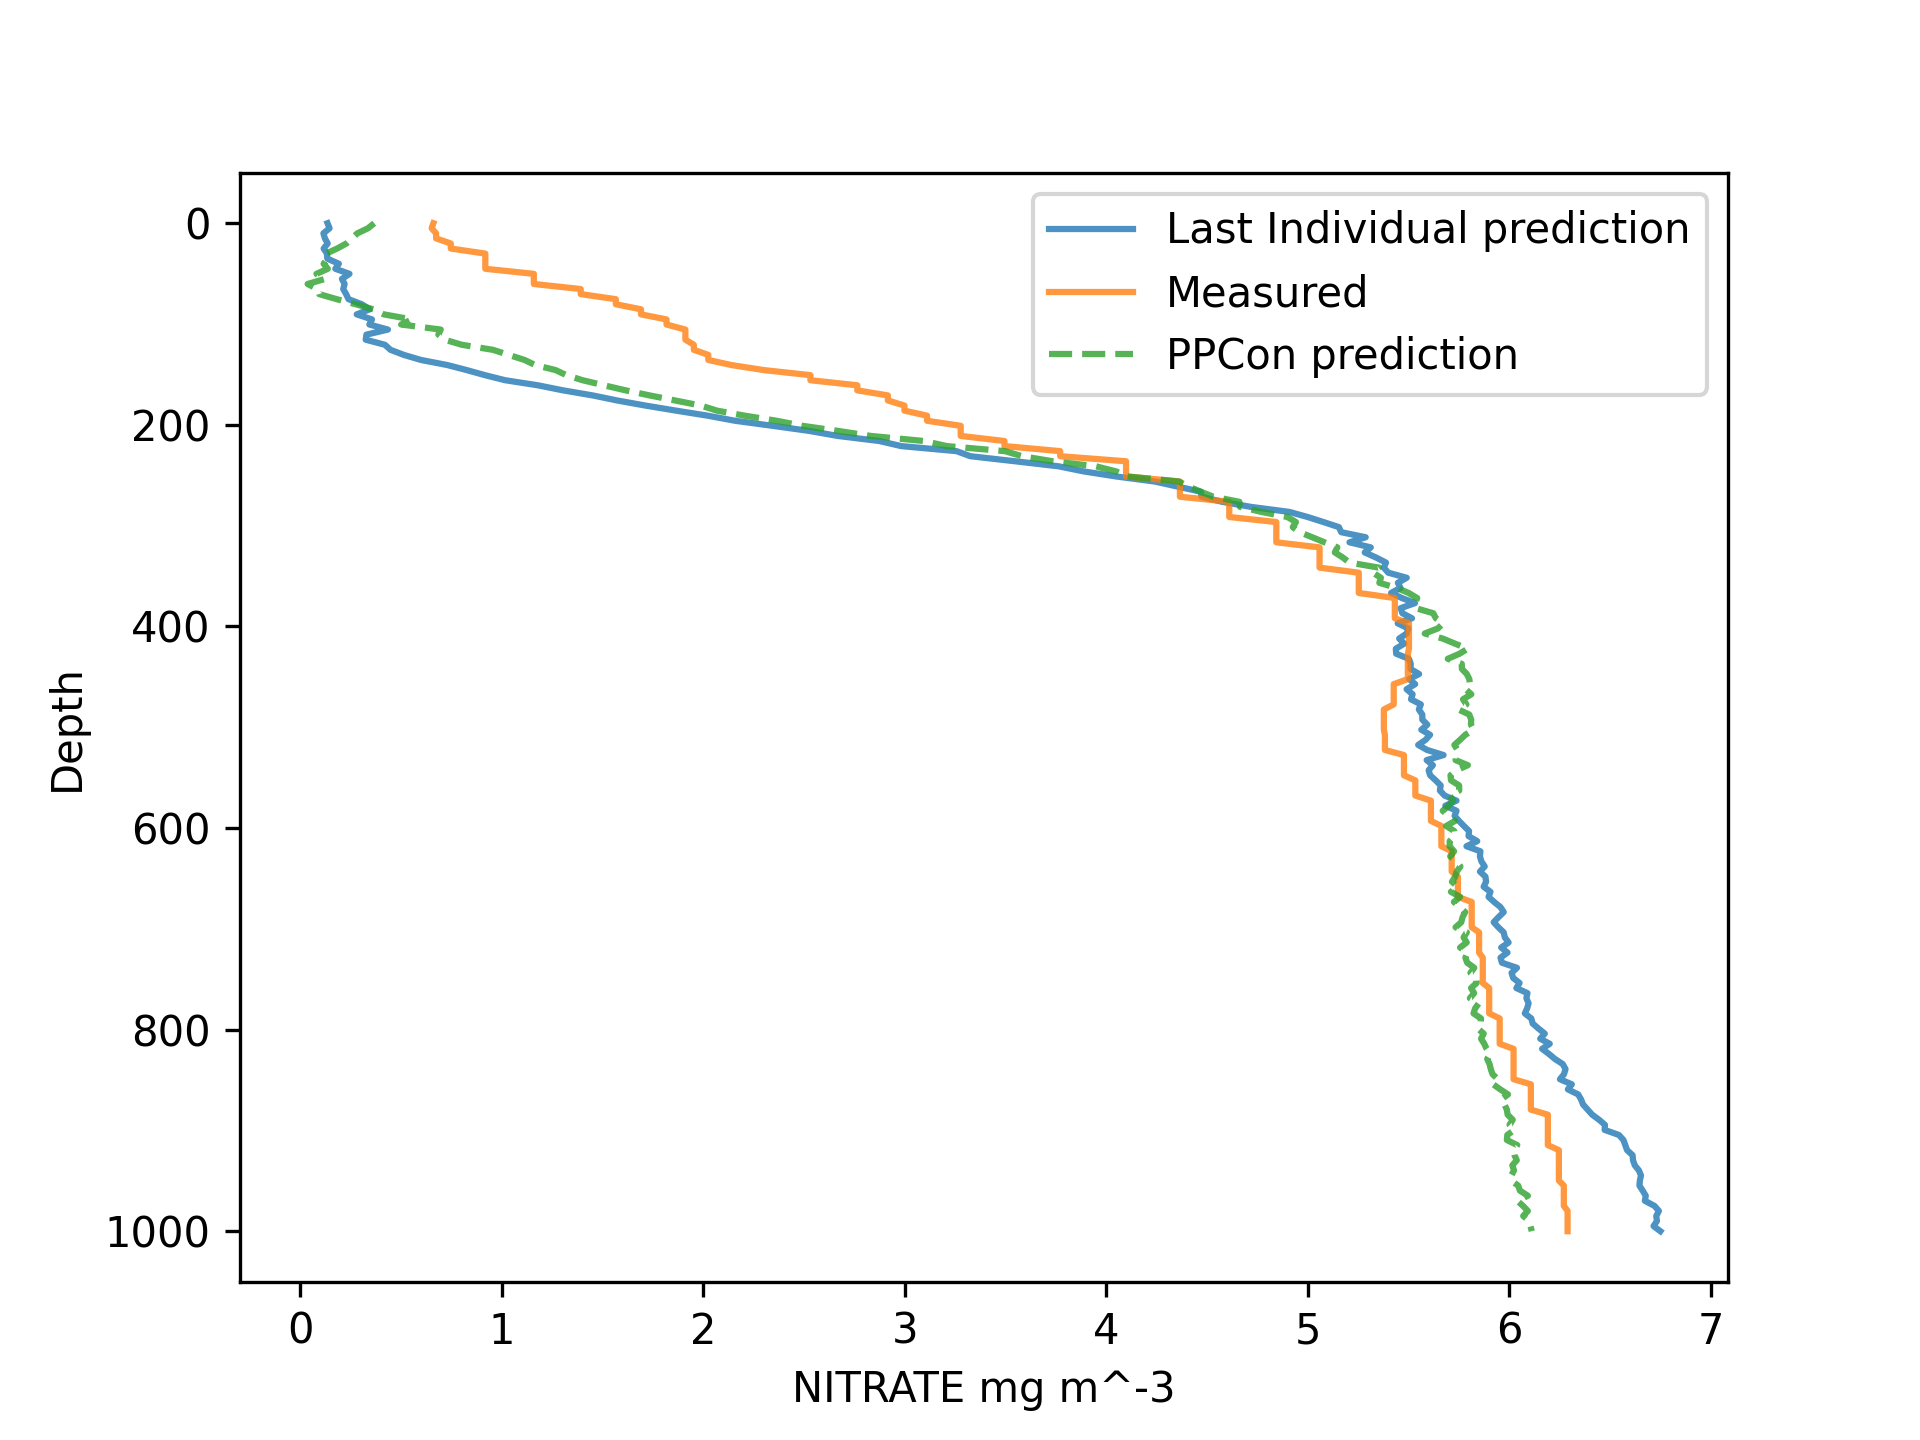 Last Individual prediction
Measured
PPCon prediction
0
200
400
600
800
1000
Depth
0 1 2 3 4 5 6 7
NITRATE mg m^-3